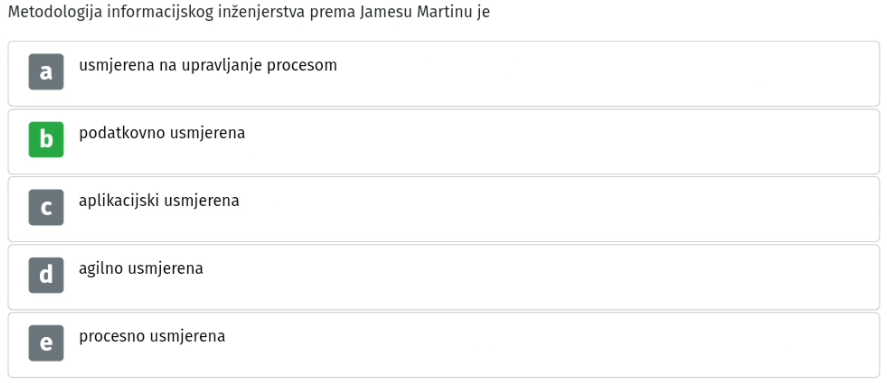 Metodologija informacijskog inženjerstva prema Jamesu Martinu je
a usmjerena na upravljanje procesom
b podatkovno usmjerena
c aplikacijski usmjerena
d agilno usmjerena
e procesno usmjerena